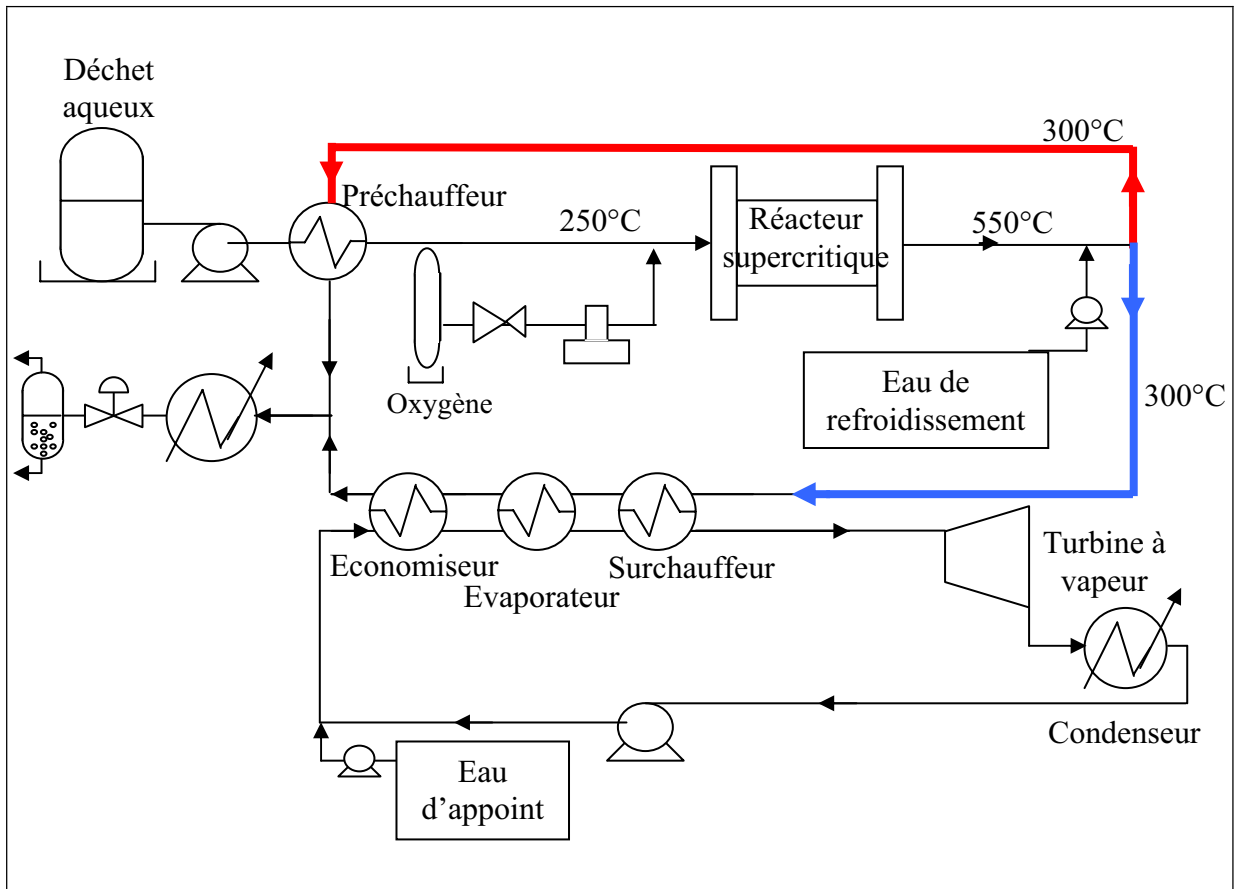 Déchet
aqueux
300°C
Préchauffeur
250°C
Réacteur
supercritique
550°C
Oxygène
Eau de
refroidissement
300°C
Economiseur
Evaporateur
Surchauffeur
Turbine à
vapeur
Condenseur
Eau
d’appoint